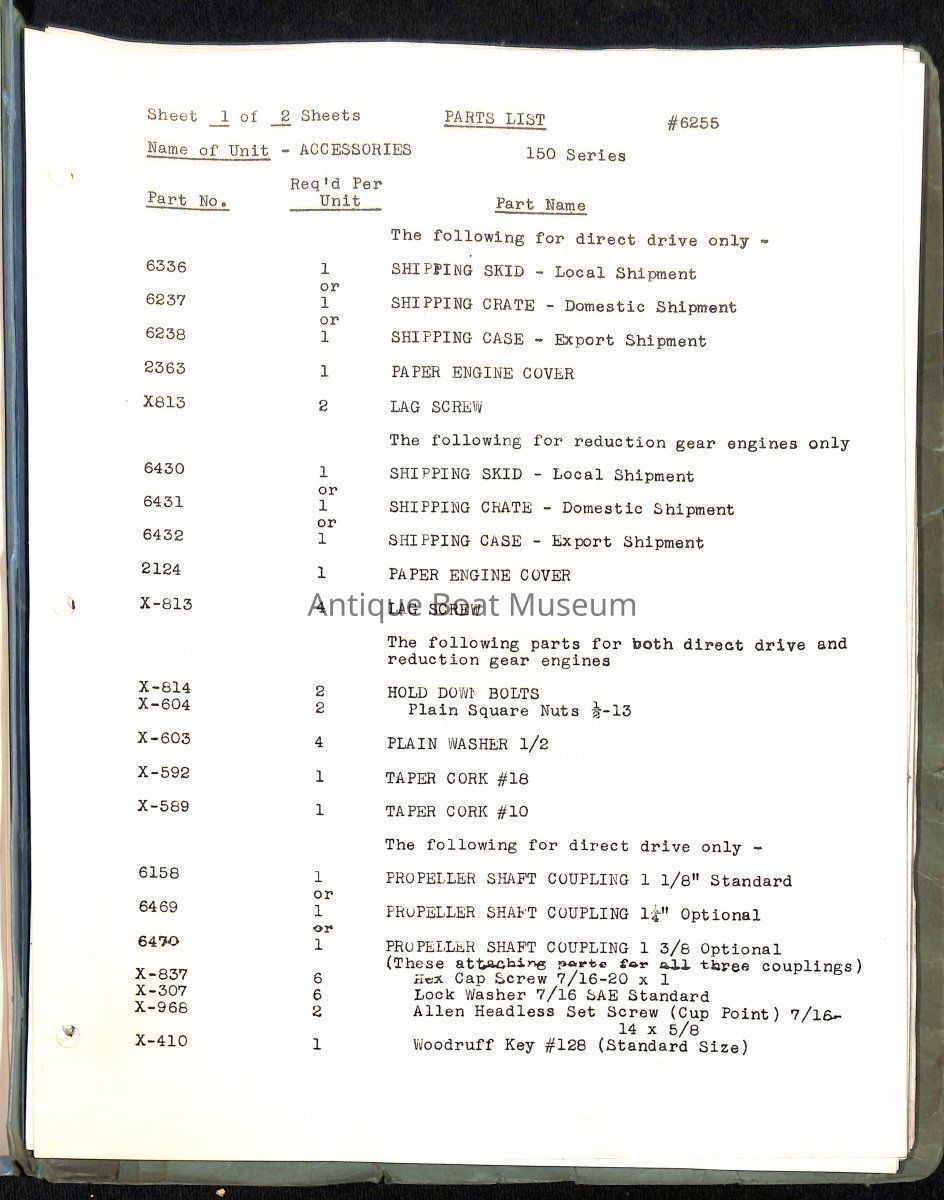 Sheet 1 of 2 Sheets PARTS LIST #6255
Name of Unit - ACCESSORIES 150 Series
Req'd Per
Part No. Unit Part Name
The following for direct drive only -
6336 1 SHIPPING SKID - Local Shipment
or
6237 1 SHIPPING CRATE - Domestic Shipment
or
6238 1 SHIPPING CASE - Export Shipment
2363 1 PAPER ENGINE COVER
X813 2 LAG SCREW
The following for reduction gear engines only
6430 1 SHIPPING SKID - Local Shipment
or
6431 1 SHIPPING CRATE - Domestic Shipment
or
6432 1 SHIPPING CASE - Export Shipment
2124 1 PAPER ENGINE COVER
X-813 4 LAG SCREW
Antique Boat Museum
The following parts for both direct drive and
reduction gear engines
X-814 2 HOLD DOWN BOLTS
X-604 2 Plain Square Nuts ½-13
X-603 4 PLAIN WASHER 1/2
X-592 1 TAPER CORK #18
X-589 1 TAPER CORK #10
The following for direct drive only -
6158 1 PROPELLER SHAFT COUPLING 1 1/8" Standard
or
6469 1 PROPELLER SHAFT COUPLING 1¼" Optional
or
6470 1 PROPELLER SHAFT COUPLING 1 3/8 Optional
(These attaching parts for all three couplings)
X-837 6 Hex Cap Screw 7/16-20 x 1
X-307 6 Lock Washer 7/16 SAE Standard
X-968 2 Allen Headless Set Screw (Cup Point) 7/16-
14 x 5/8
X-410 1 Woodruff Key #128 (Standard Size)